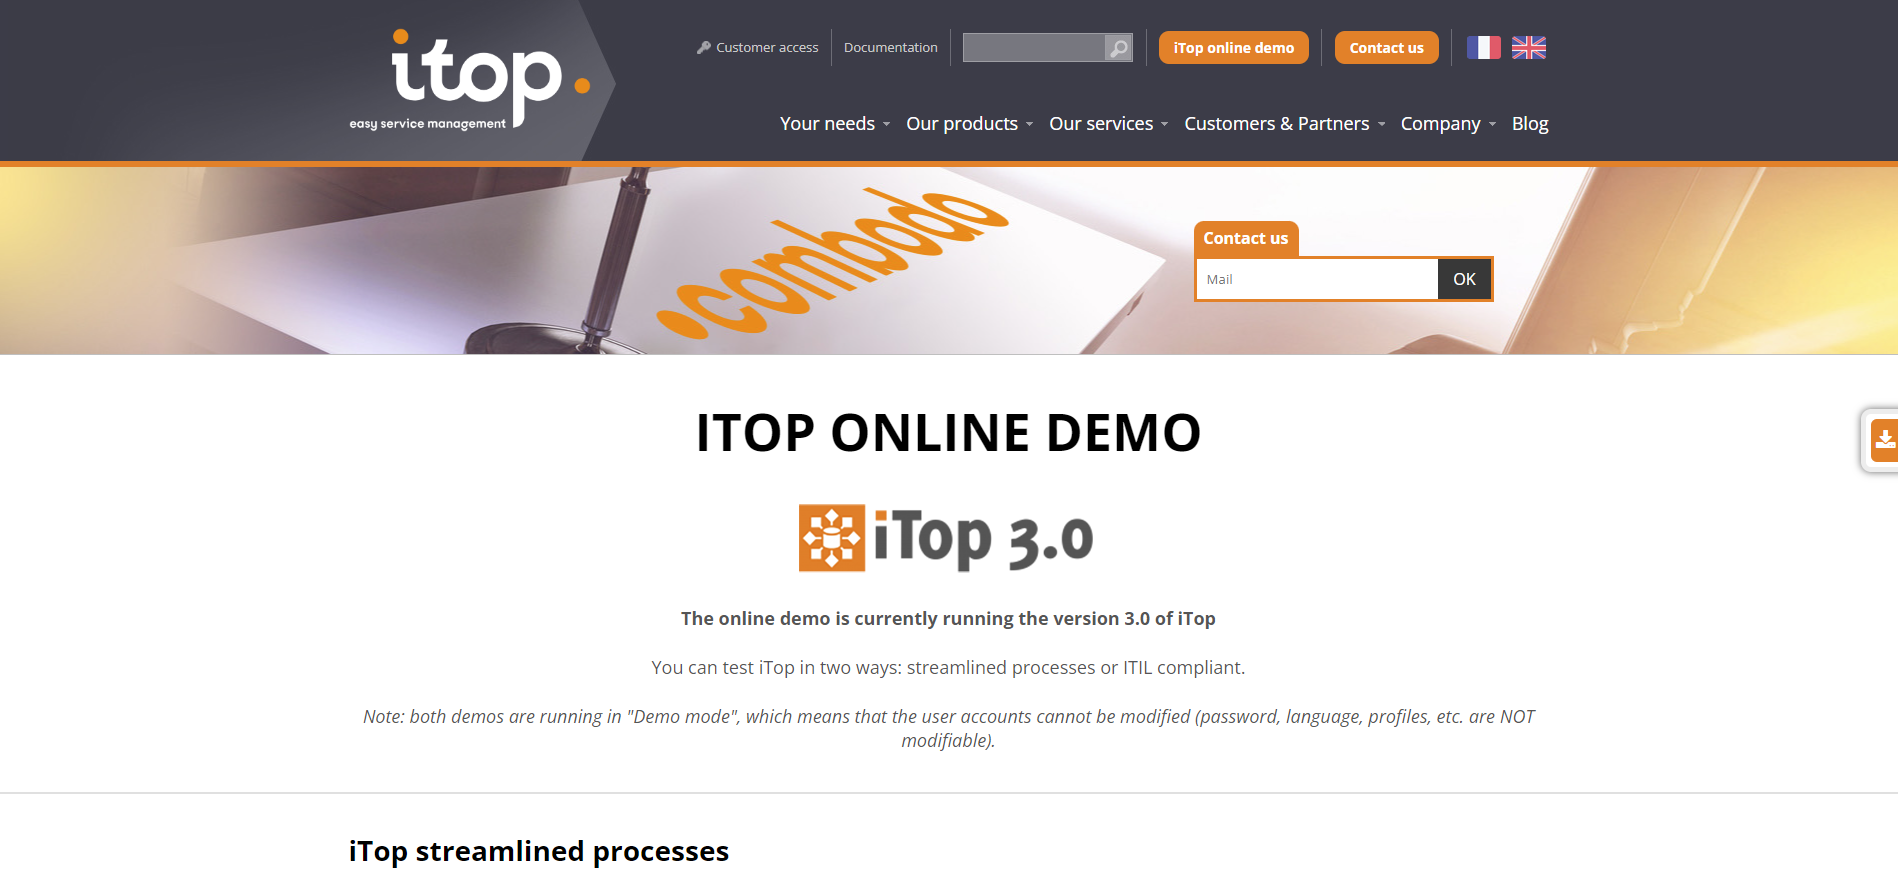 itop
easy service management
Customer access
Documentation
iTop online demo
Contact us
Your needs
Our products
Our services
Customers & Partners
Company
Blog
combodo
Contact us
Mail
OK
ITOP ONLINE DEMO
iTop 3.0
The online demo is currently running the version 3.0 of iTop
You can test iTop in two ways: streamlined processes or ITIL compliant.
Note: both demos are running in "Demo mode", which means that the user accounts cannot be modified (password, language, profiles, etc. are NOT
modifiable).
iTop streamlined processes